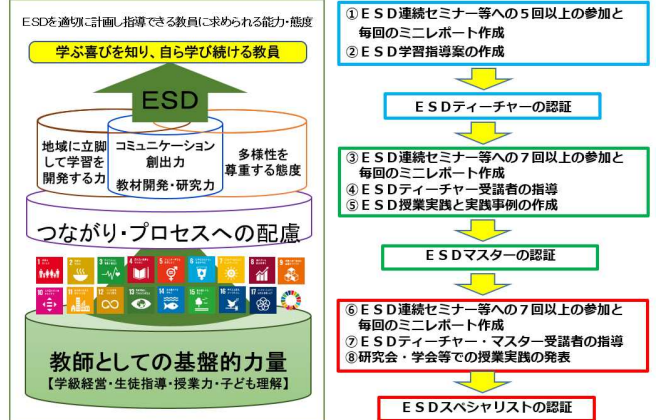 ESDを適切に計画し指導できる教員に求められる能力・態度
学ぶ喜びを知り、自ら学び続ける教員
ESD
地域に立脚
して学習を
開発する力
コミュニケーション
創出力
教材開発・研究力
多様性を
尊重する態度
つながり・プロセスへの配慮
1
2
3
4
5
6
7
8
9
10
11
12
13
14
15
16
17
教師としての基盤的力量
【学級経営・生徒指導・授業力・子ども理解】
①ESD連続セミナー等への5回以上の参加と
毎回のミニレポート作成
②ESD学習指導案の作成
ESDティーチャーの認証
③ESD連続セミナー等への7回以上の参加と
毎回のミニレポート作成
④ESDティーチャー受講者の指導
⑤ESD授業実践と実践事例の作成
ESDマスターの認証
⑥ESD連続セミナー等への7回以上の参加と
毎回のミニレポート作成
⑦ESDティーチャー・マスター受講者の指導
⑧研究会・学会等での授業実践の発表
ESDスペシャリストの認証